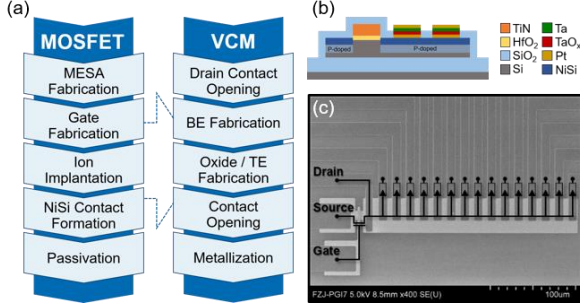 (a)
MOSFET
MESA
Fabrication
Gate
Fabrication
Ion
Implantation
NiSi Contact
Formation
Passivation
VCM
Drain Contact
Opening
BE Fabrication
Oxide / TE
Fabrication
Contact
Opening
Metallization
(b)
P-doped
P-doped
TiN
HfO₂
SiO₂
Si
Ta
TaOₓ
Pt
NiSi
(c)
Drain
Source
Gate
FZJ-PGI7 5.0kV 8.5mm x400 SE(U)
100um